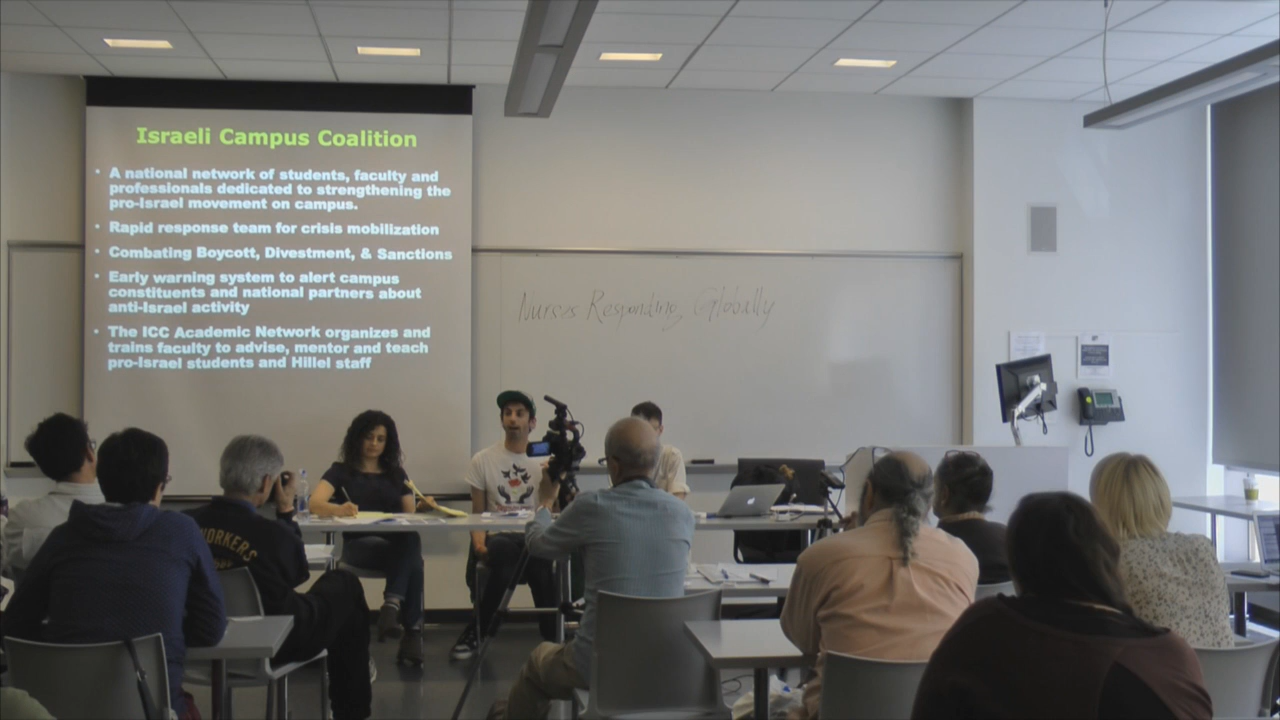 Israeli Campus Coalition
• A national network of students, faculty and
professionals dedicated to strengthening the
pro-Israel movement on campus.
• Rapid response team for crisis mobilization
• Combating Boycott, Divestment, & Sanctions
• Early warning system to alert campus
constituents and national partners about
anti-Israel activity
• The ICC Academic Network organizes and
trains faculty to advise, mentor and teach
pro-Israel students and Hillel staff
Nurses Responding Globally
WORKERS